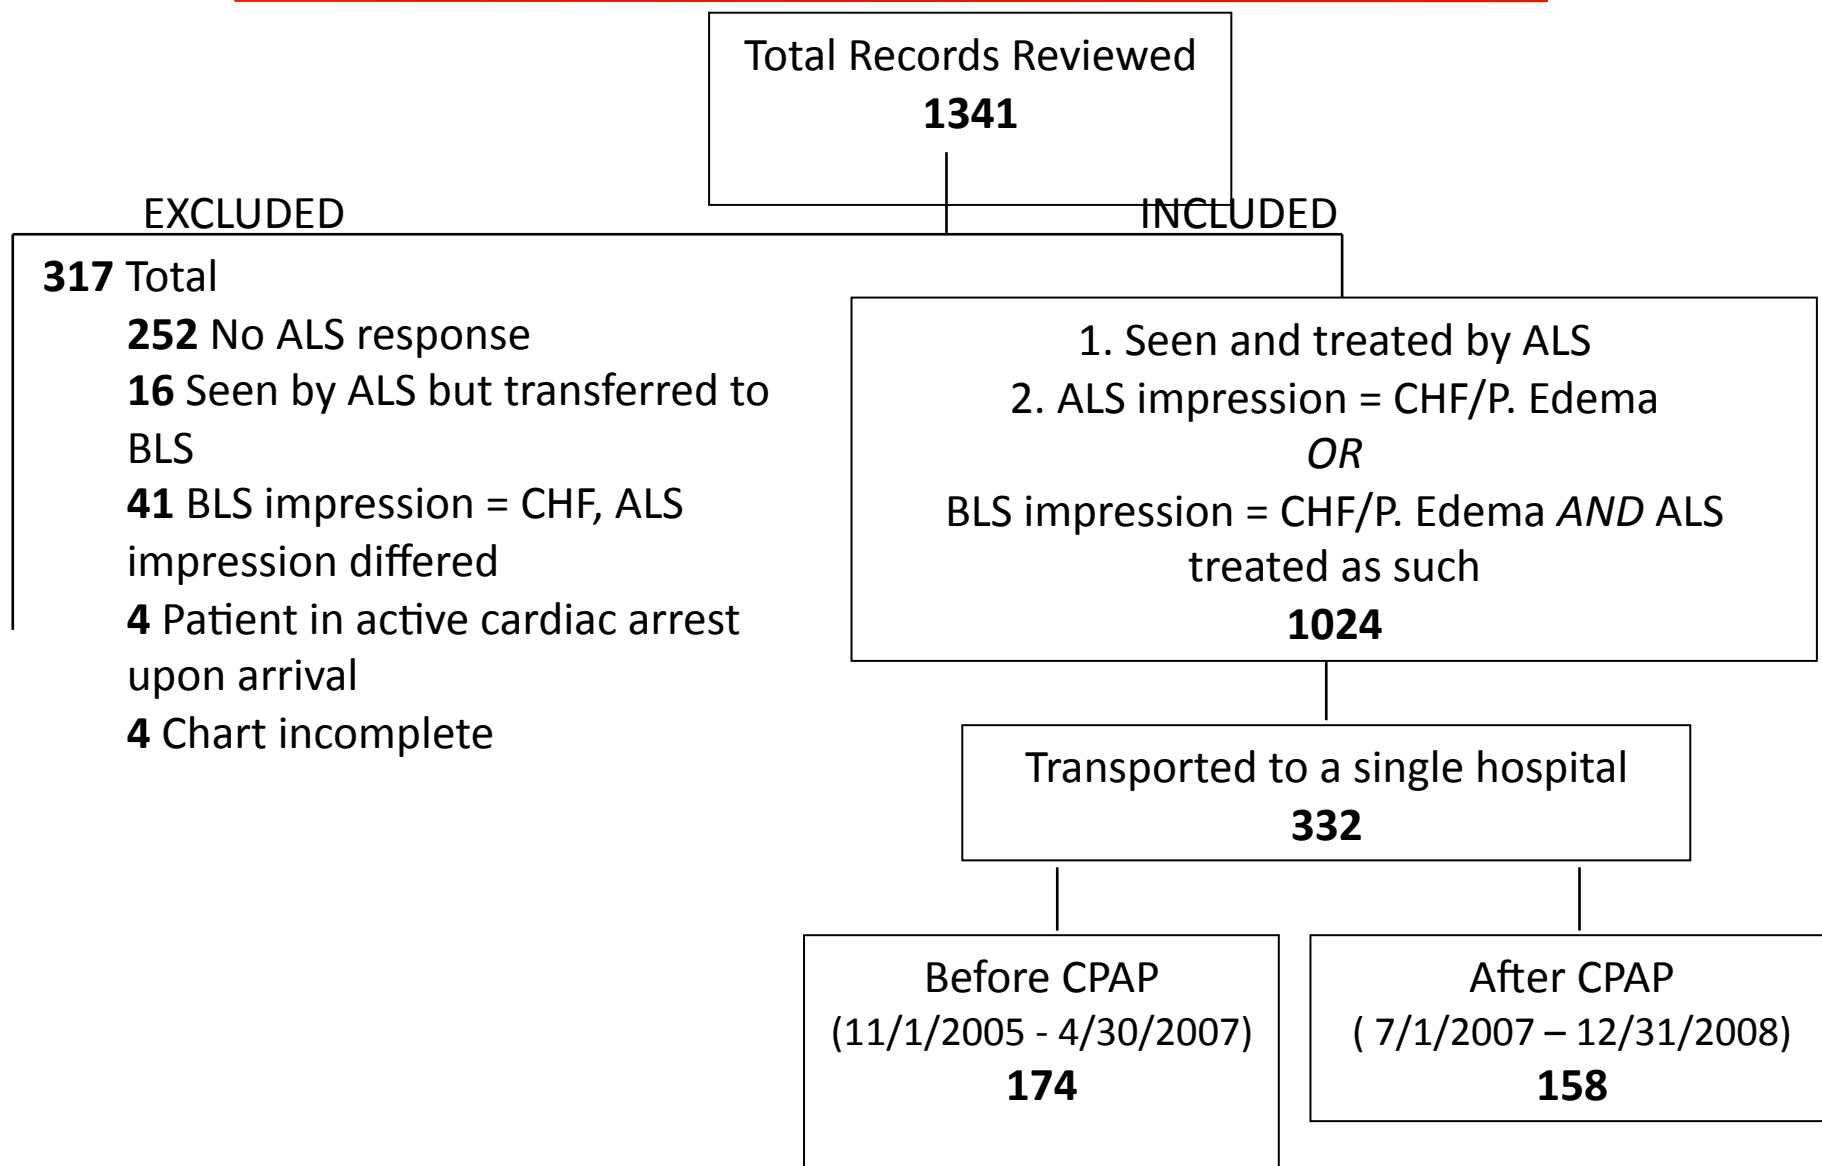 Total Records Reviewed
1341
EXCLUDED
INCLUDED
317 Total
252 No ALS response
16 Seen by ALS but transferred to
BLS
41 BLS impression = CHF, ALS
impression differed
4 Patient in active cardiac arrest
upon arrival
4 Chart incomplete
1. Seen and treated by ALS
2. ALS impression = CHF/P. Edema
OR
BLS impression = CHF/P. Edema AND ALS
treated as such
1024
Transported to a single hospital
332
Before CPAP
(11/1/2005 - 4/30/2007)
174
After CPAP
( 7/1/2007 – 12/31/2008)
158